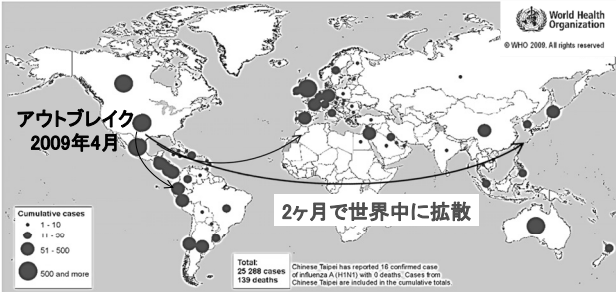 World Health
Organization
© WHO 2009. All rights reserved
アウトブレイク
2009年4月
2ヶ月で世界中に拡散
Cumulative cases
1 - 10
11 - 50
51 - 500
500 and more
Total:
25 288 cases
139 deaths
Chinese Taipei has reported 16 confirmed case
of influenza A (H1N1) with 0 deaths. Cases from
Chinese Taipei are included in the cumulative totals.